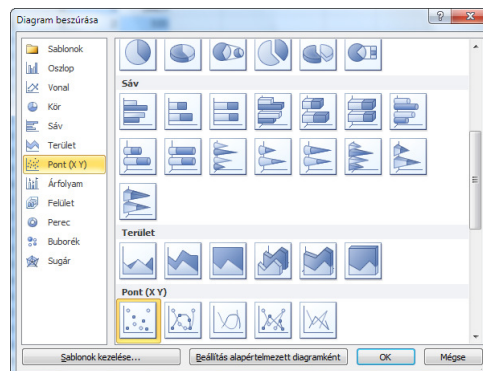 Diagram beszúrása
Sablonok
Oszlop
Vonal
Kör
Sáv
Terület
Pont (X Y)
Árfolyam
Felület
Perec
Buborék
Sugár
Sáv
Terület
Pont (X Y)
Sablonok kezelése...
Beállítás alapértelmezett diagramként
OK
Mégse